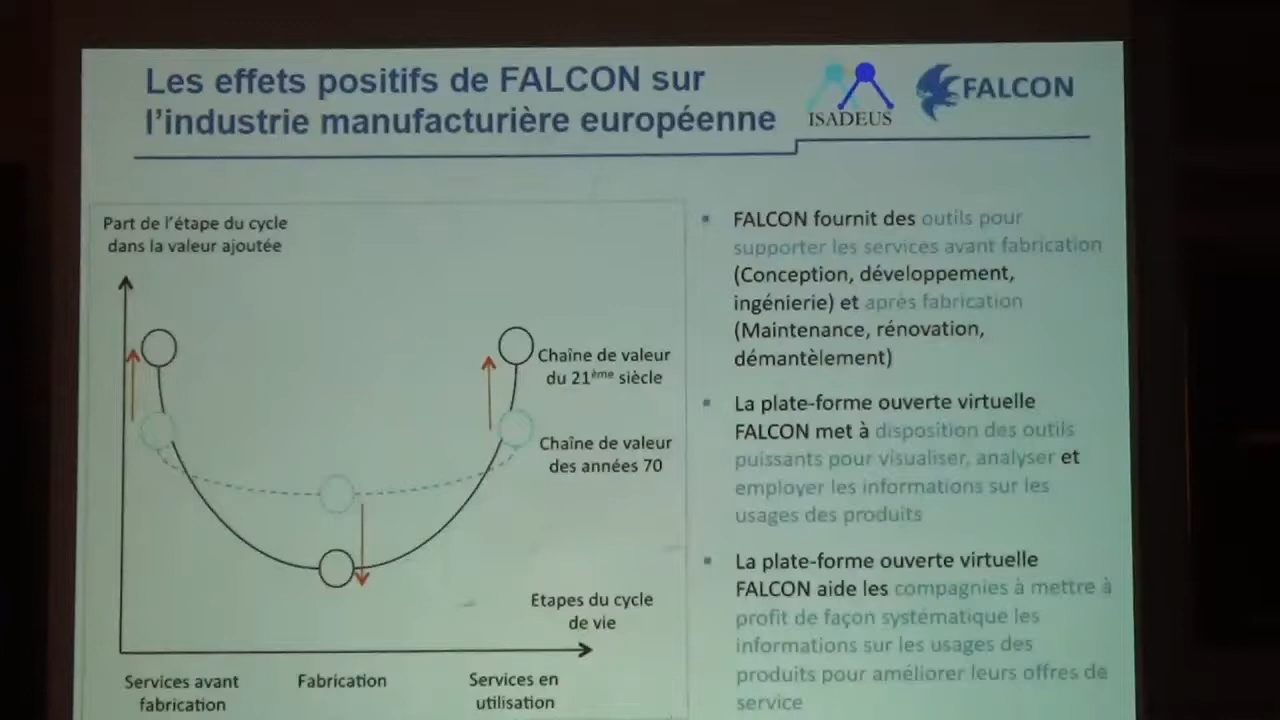 Les effets positifs de FALCON sur
l'industrie manufacturière européenne
ISADEUS
FALCON
Part de l'étape du cycle
dans la valeur ajoutée
Chaîne de valeur
du 21ème siècle
Chaîne de valeur
des années 70
Etapes du cycle
de vie
Services avant
fabrication
Fabrication
Services en
utilisation
▪ FALCON fournit des outils pour
supporter les services avant fabrication
(Conception, développement,
ingénierie) et après fabrication
(Maintenance, rénovation,
démantèlement)
▪ La plate-forme ouverte virtuelle
FALCON met à disposition des outils
puissants pour visualiser, analyser et
employer les informations sur les
usages des produits
▪ La plate-forme ouverte virtuelle
FALCON aide les compagnies à mettre à
profit de façon systématique les
informations sur les usages des
produits pour améliorer leurs offres de
service